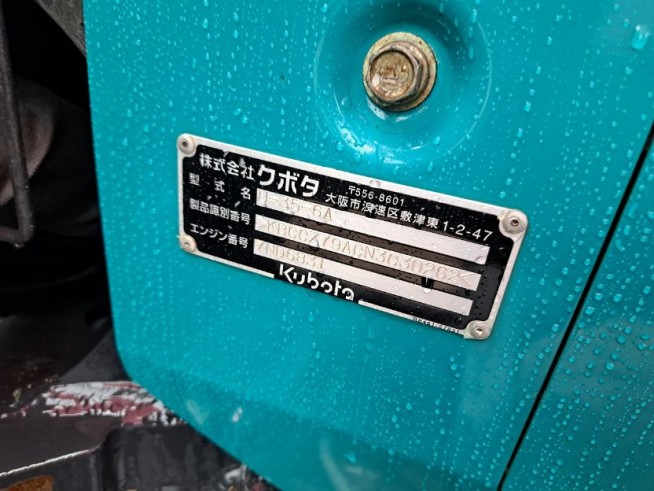 株式会社クボタ
〒556-8601
大阪市浪速区敷津東1-2-47
型式名 U-35-6A
製品識別番号
エンジン番号 7ND6831
Kubota